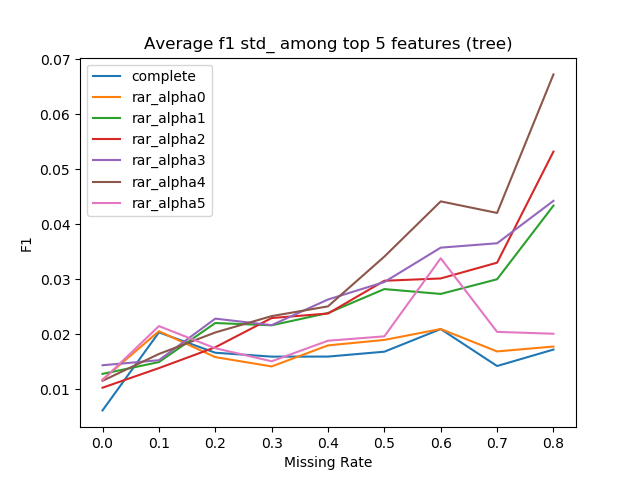 Average f1 std_ among top 5 features (tree)
0.07
0.06
0.05
0.04
0.03
0.02
0.01
F1
complete
rar_alpha0
rar_alpha1
rar_alpha2
rar_alpha3
rar_alpha4
rar_alpha5
0.0 0.1 0.2 0.3 0.4 0.5 0.6 0.7 0.8
Missing Rate